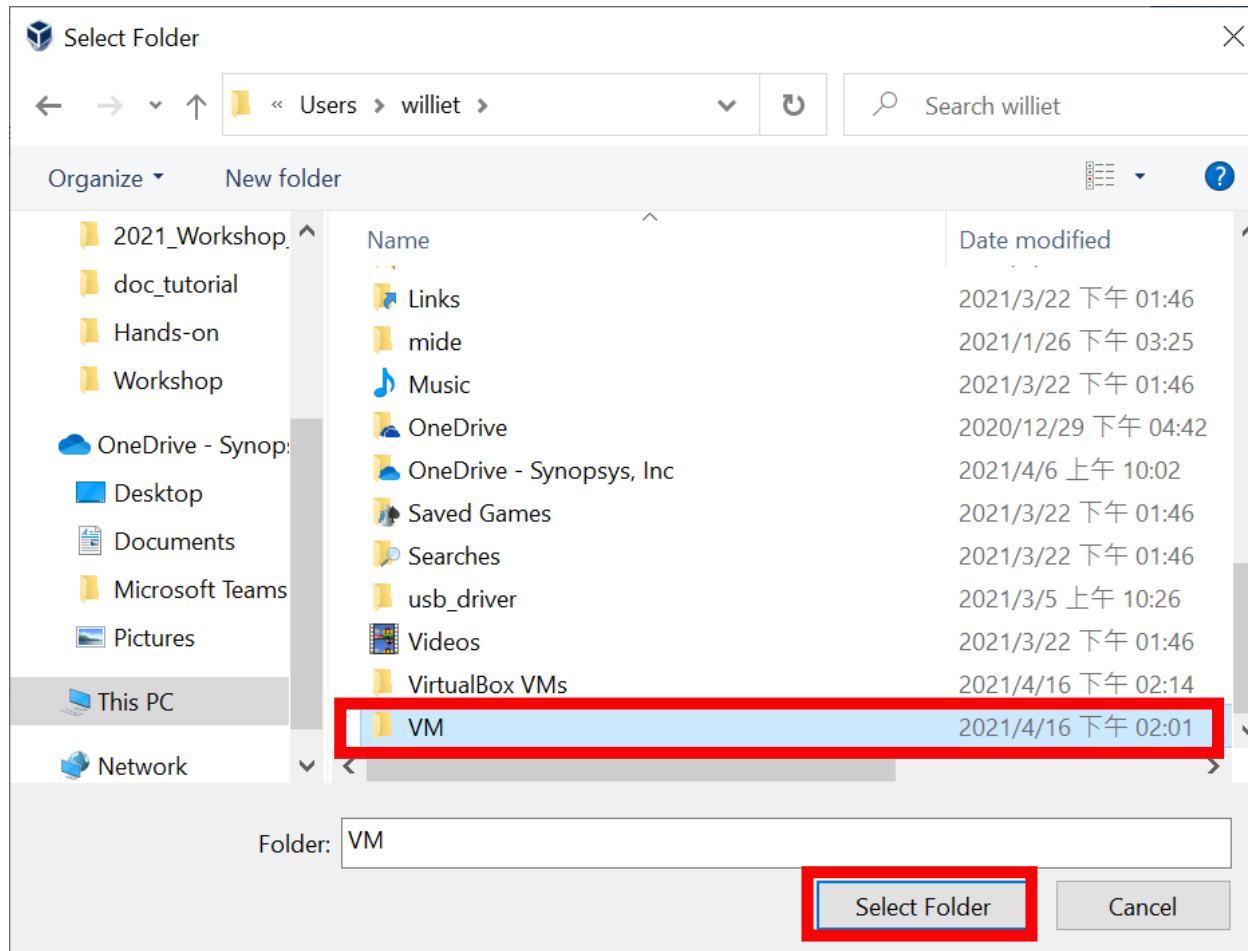 Select Folder
« Users > williet >
Search williet
Organize
New folder
2021_Workshop_
doc_tutorial
Hands-on
Workshop
OneDrive - Synop
Desktop
Documents
Microsoft Teams
Pictures
This PC
Network
Name Date modified
Links 2021/3/22 下午 01:46
mide 2021/1/26 下午 03:25
Music 2021/3/22 下午 01:46
OneDrive 2020/12/29 下午 04:42
OneDrive - Synopsys, Inc 2021/4/6 上午 10:02
Saved Games 2021/3/22 下午 01:46
Searches 2021/3/22 下午 01:46
usb_driver 2021/3/5 上午 10:26
Videos 2021/3/22 下午 01:46
VirtualBox VMs 2021/4/16 下午 02:14
VM 2021/4/16 下午 02:01
Folder: VM
Select Folder
Cancel